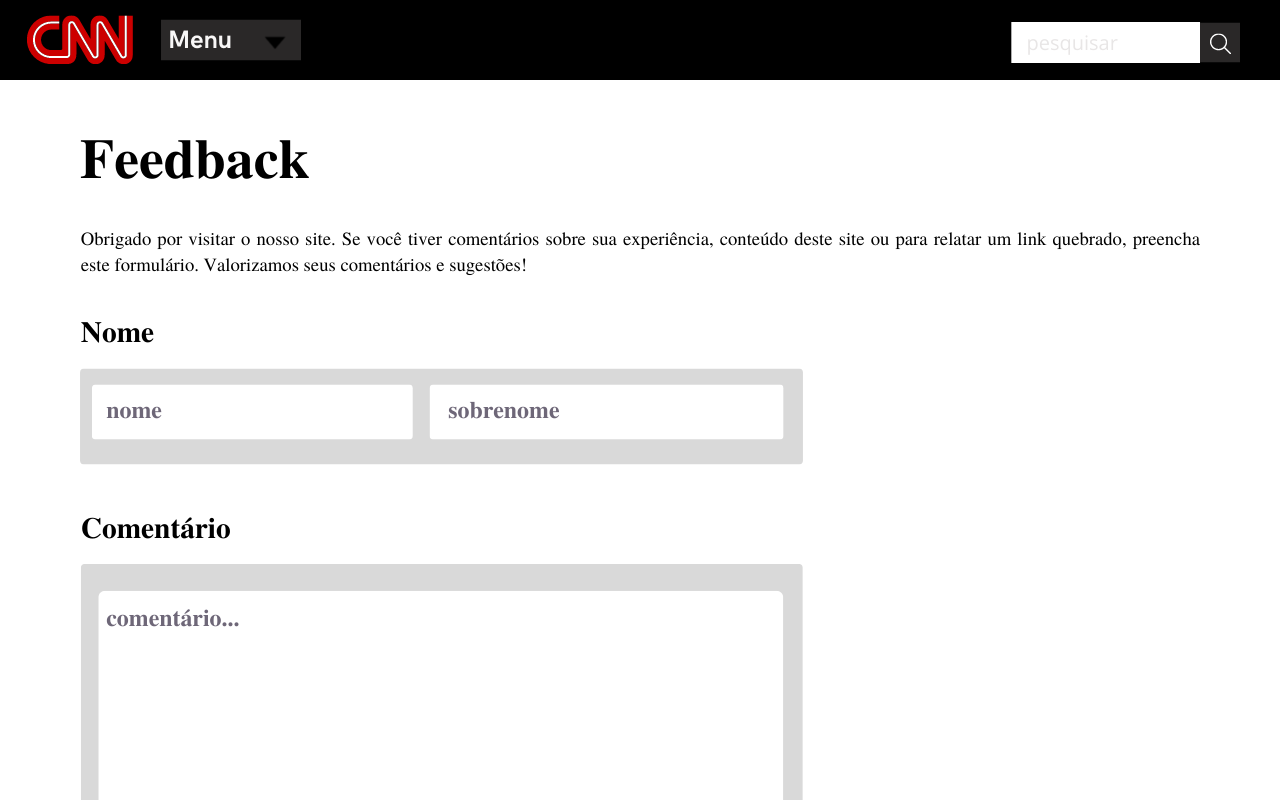 CNN Menu pesquisar
Feedback
Obrigado por visitar o nosso site. Se você tiver comentários sobre sua experiência, conteúdo deste site ou para relatar um link quebrado, preencha
este formulário. Valorizamos seus comentários e sugestões!
Nome
nome sobrenome
Comentário
comentário...